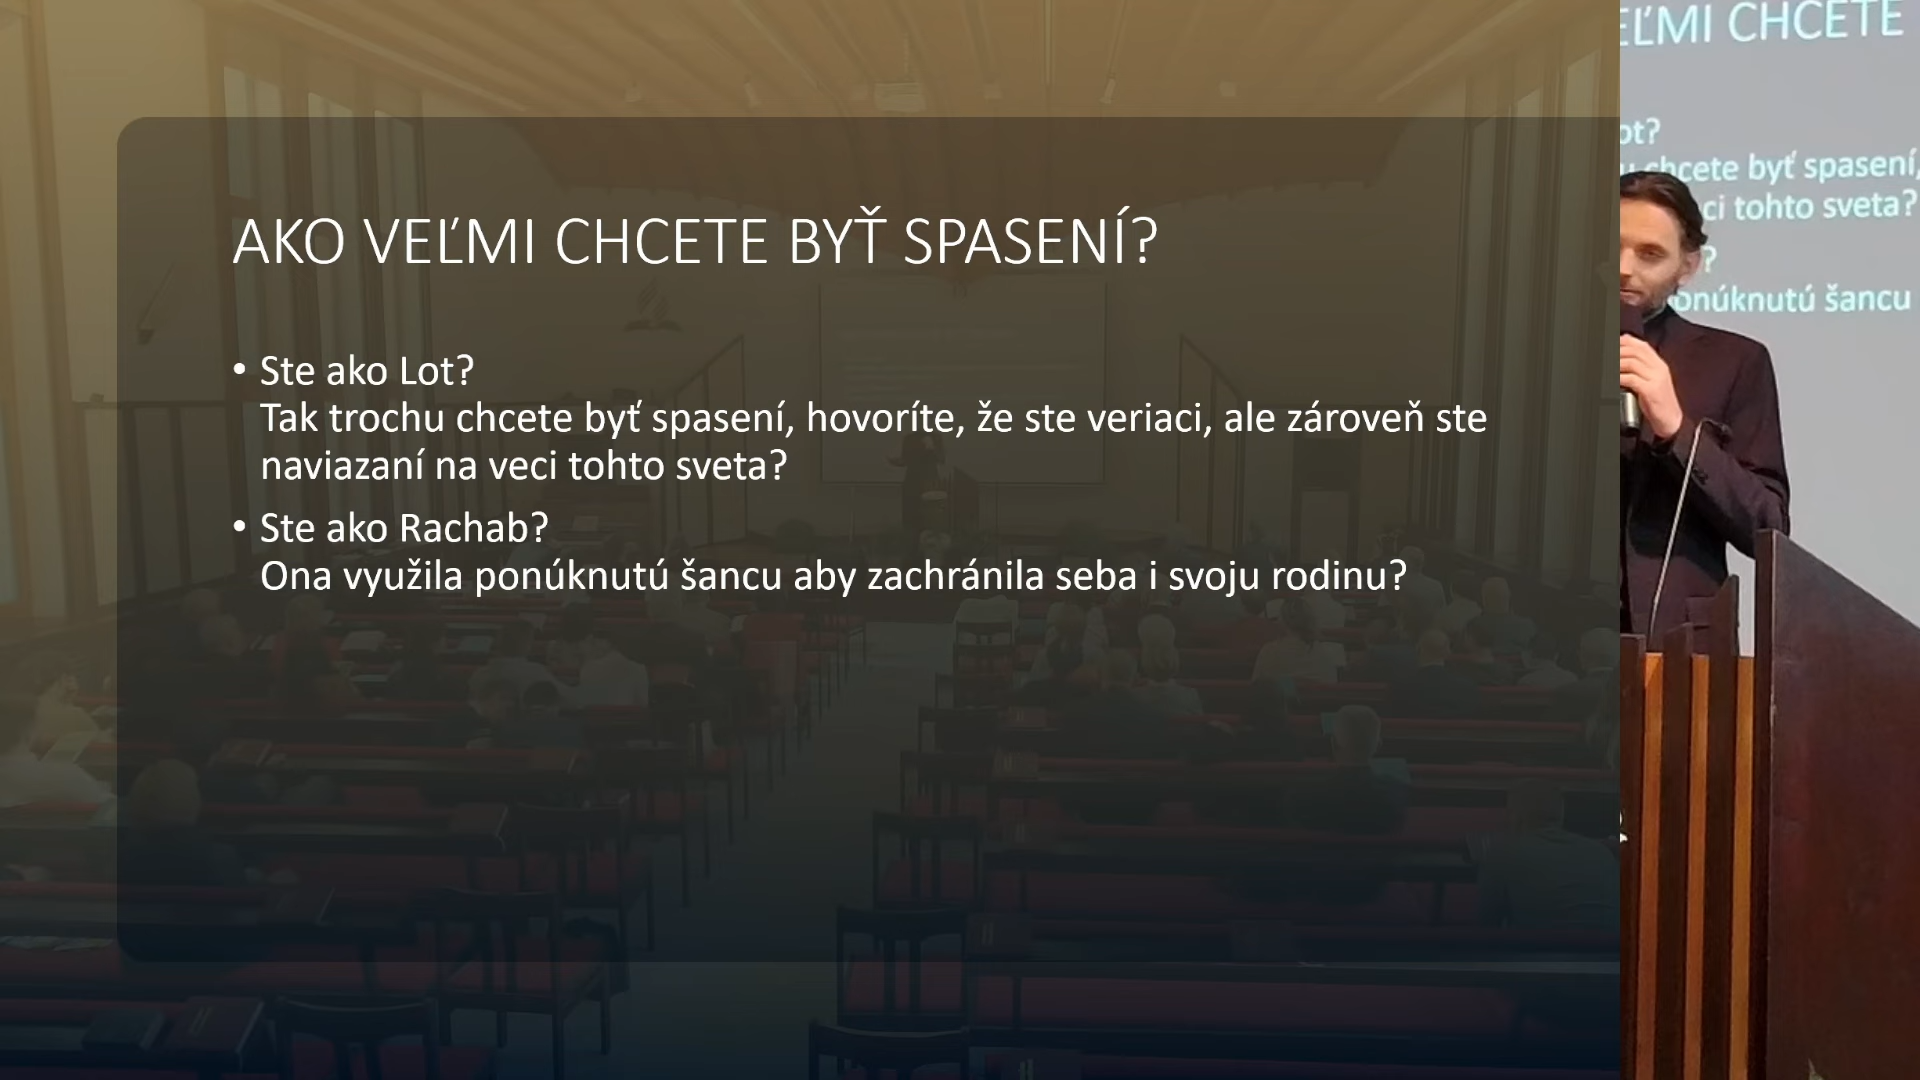 AKO VEĽMI CHCETE BYŤ SPASENÍ?
• Ste ako Lot?
Tak trochu chcete byť spasení, hovoríte, že ste veriaci, ale zároveň ste
naviazaní na veci tohto sveta?
• Ste ako Rachab?
Ona využila ponúknutú šancu aby zachránila seba i svoju rodinu?
EĽMI CHCETE
ot?
u chcete byť spasení,
ci tohto sveta?
?
onúknutú šancu